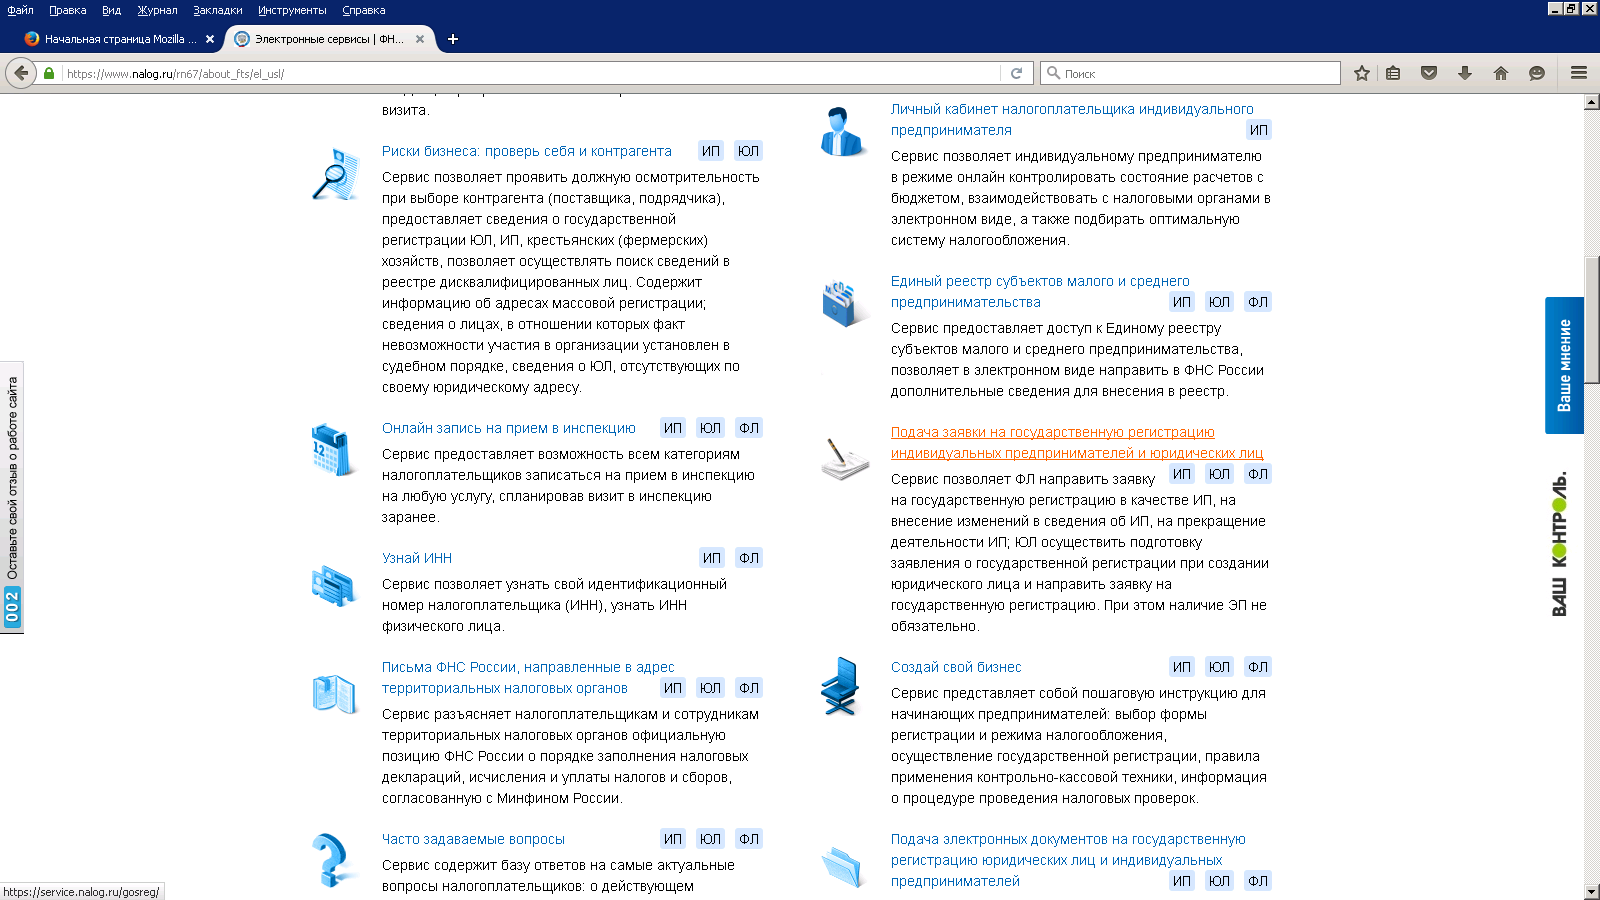 Файл Правка Вид Журнал Закладки Инструменты Справка
Начальная страница Mozilla ...
Электронные сервисы | ФН...
https://www.nalog.ru/rn67/about_fts/el_usl/
Поиск
визита.
Риски бизнеса: проверь себя и контрагента ИП ЮЛ
Сервис позволяет проявить должную осмотрительность
при выборе контрагента (поставщика, подрядчика),
предоставляет сведения о государственной
регистрации ЮЛ, ИП, крестьянских (фермерских)
хозяйств, позволяет осуществлять поиск сведений в
реестре дисквалифицированных лиц. Содержит
информацию об адресах массовой регистрации;
сведения о лицах, в отношении которых факт
невозможности участия в организации установлен в
судебном порядке, сведения о ЮЛ, отсутствующих по
своему юридическому адресу.
Онлайн запись на прием в инспекцию ИП ЮЛ ФЛ
Сервис предоставляет возможность всем категориям
налогоплательщиков записаться на прием в инспекцию
на любую услугу, спланировав визит в инспекцию
заранее.
Узнай ИНН ИП ФЛ
Сервис позволяет узнать свой идентификационный
номер налогоплательщика (ИНН), узнать ИНН
физического лица.
Письма ФНС России, направленные в адрес
территориальных налоговых органов ИП ЮЛ ФЛ
Сервис разъясняет налогоплательщикам и сотрудникам
территориальных налоговых органов официальную
позицию ФНС России о порядке заполнения налоговых
деклараций, исчисления и уплаты налогов и сборов,
согласованную с Минфином России.
Часто задаваемые вопросы ИП ЮЛ ФЛ
Сервис содержит базу ответов на самые актуальные
вопросы налогоплательщиков: о действующем
Личный кабинет налогоплательщика индивидуального
предпринимателя ИП
Сервис позволяет индивидуальному предпринимателю
в режиме онлайн контролировать состояние расчетов с
бюджетом, взаимодействовать с налоговыми органами в
электронном виде, а также подбирать оптимальную
систему налогообложения.
Единый реестр субъектов малого и среднего
предпринимательства ИП ЮЛ ФЛ
Сервис предоставляет доступ к Единому реестру
субъектов малого и среднего предпринимательства,
позволяет в электронном виде направить в ФНС России
дополнительные сведения для внесения в реестр.
Подача заявки на государственную регистрацию
индивидуальных предпринимателей и юридических лиц
ИП ЮЛ ФЛ
Сервис позволяет ФЛ направить заявку
на государственную регистрацию в качестве ИП, на
внесение изменений в сведения об ИП, на прекращение
деятельности ИП; ЮЛ осуществить подготовку
заявления о государственной регистрации при создании
юридического лица и направить заявку на
государственную регистрацию. При этом наличие ЭП не
обязательно.
Создай свой бизнес ИП ЮЛ ФЛ
Сервис представляет собой пошаговую инструкцию для
начинающих предпринимателей: выбор формы
регистрации и режима налогообложения,
осуществление государственной регистрации, правила
применения контрольно-кассовой техники, информация
о процедуре проведения налоговых проверок.
Подача электронных документов на государственную
регистрацию юридических лиц и индивидуальных
предпринимателей ИП ЮЛ ФЛ
12
Оставьте свой отзыв о работе сайта
002
Ваше мнение
ВАШ КОНТРОЛЬ.
https://service.nalog.ru/gosreg/